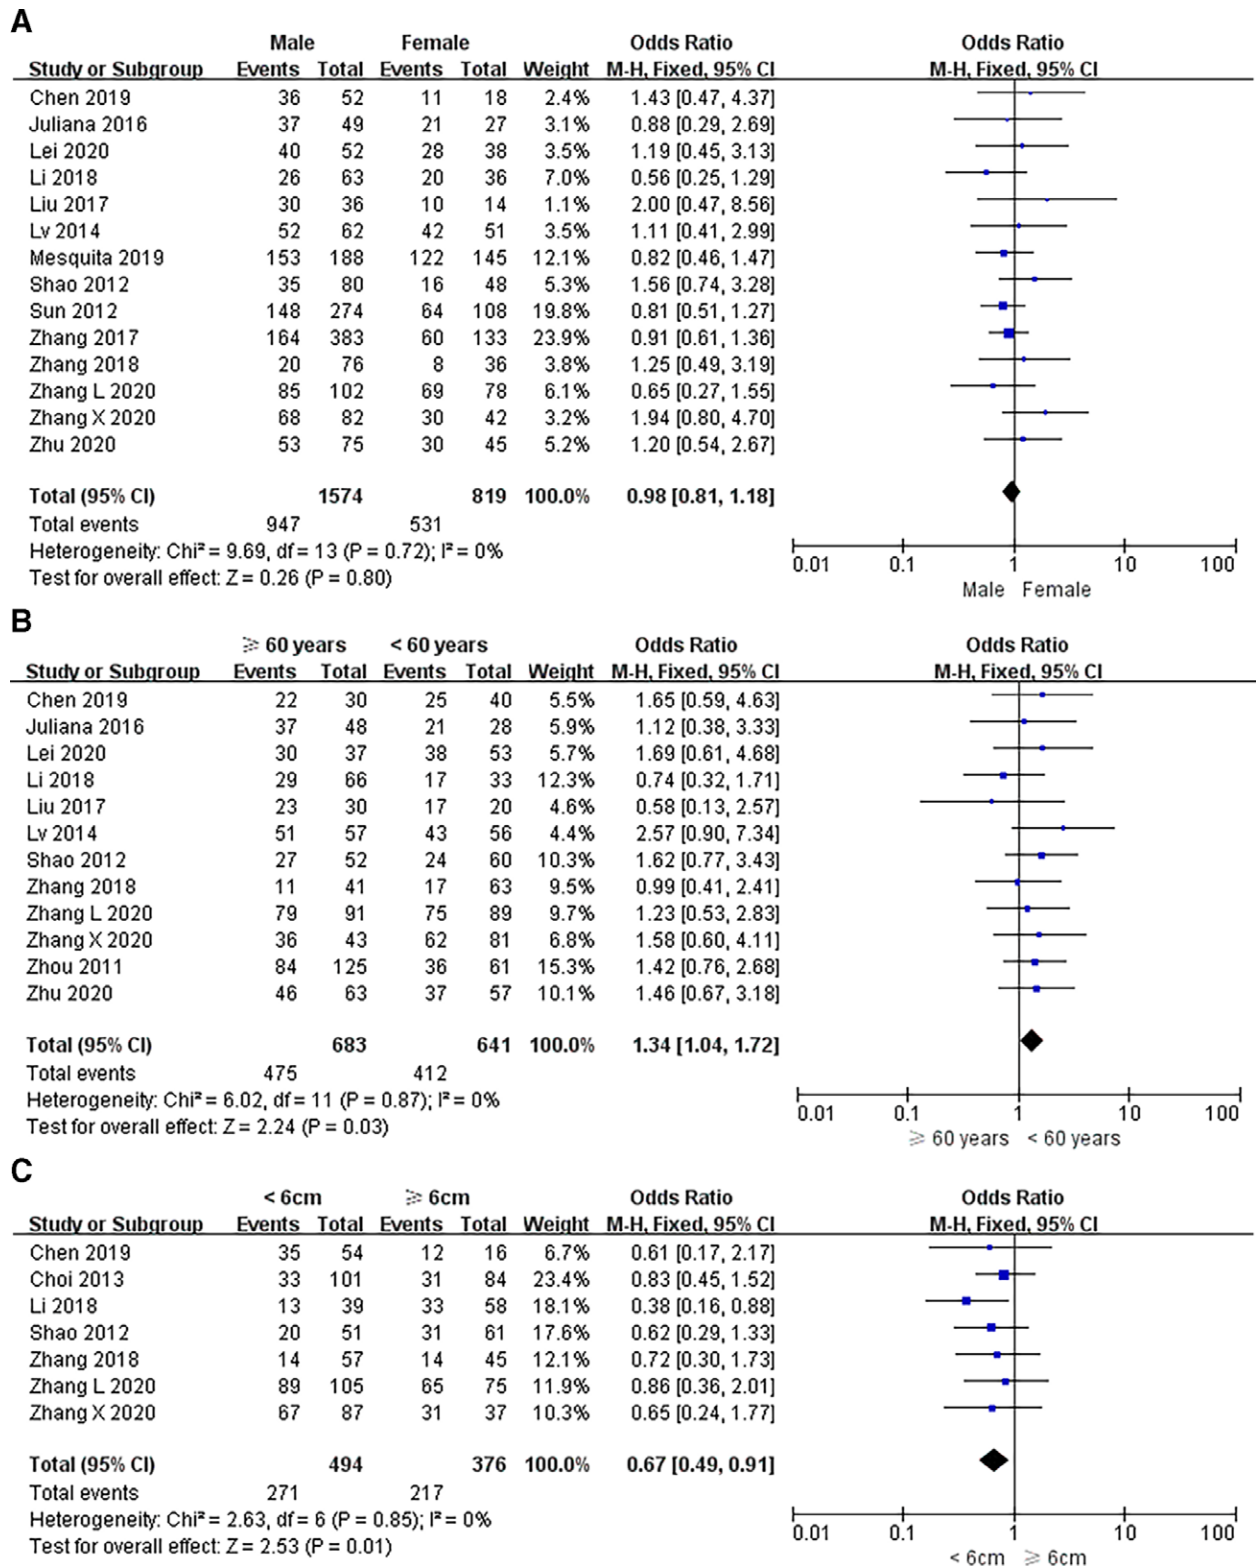 A
Male Female Odds Ratio Odds Ratio
Study or Subgroup Events Total Events Total Weight M-H, Fixed, 95% CI M-H, Fixed, 95% CI
Chen 2019 36 52 11 18 2.4% 1.43 [0.47, 4.37]
Juliana 2016 37 49 21 27 3.1% 0.88 [0.29, 2.69]
Lei 2020 40 52 28 38 3.5% 1.19 [0.45, 3.13]
Li 2018 26 63 20 36 7.0% 0.56 [0.25, 1.29]
Liu 2017 30 36 10 14 1.1% 2.00 [0.47, 8.56]
Lv 2014 52 62 42 51 3.5% 1.11 [0.41, 2.99]
Mesquita 2019 153 188 122 145 12.1% 0.82 [0.46, 1.47]
Shao 2012 35 80 16 48 5.3% 1.56 [0.74, 3.28]
Sun 2012 148 274 64 108 19.8% 0.81 [0.51, 1.27]
Zhang 2017 164 383 60 133 23.9% 0.91 [0.61, 1.36]
Zhang 2018 20 76 8 36 3.8% 1.25 [0.49, 3.19]
Zhang L 2020 85 102 69 78 6.1% 0.65 [0.27, 1.55]
Zhang X 2020 68 82 30 42 3.2% 1.94 [0.80, 4.70]
Zhu 2020 53 75 30 45 5.2% 1.20 [0.54, 2.67]
Total (95% CI) 1574 819 100.0% 0.98 [0.81, 1.18]
Total events 947 531
Heterogeneity: Chi² = 9.69, df = 13 (P = 0.72); I² = 0%
Test for overall effect: Z = 0.26 (P = 0.80)
0.01 0.1 1 10 100
Male Female
B
⩾ 60 years < 60 years Odds Ratio Odds Ratio
Study or Subgroup Events Total Events Total Weight M-H, Fixed, 95% CI M-H, Fixed, 95% CI
Chen 2019 22 30 25 40 5.5% 1.65 [0.59, 4.63]
Juliana 2016 37 48 21 28 5.9% 1.12 [0.38, 3.33]
Lei 2020 30 37 38 53 5.7% 1.69 [0.61, 4.68]
Li 2018 29 66 17 33 12.3% 0.74 [0.32, 1.71]
Liu 2017 23 30 17 20 4.6% 0.58 [0.13, 2.57]
Lv 2014 51 57 43 56 4.4% 2.57 [0.90, 7.34]
Shao 2012 27 52 24 60 10.3% 1.62 [0.77, 3.43]
Zhang 2018 11 41 17 63 9.5% 0.99 [0.41, 2.41]
Zhang L 2020 79 91 75 89 9.7% 1.23 [0.53, 2.83]
Zhang X 2020 36 43 62 81 6.8% 1.58 [0.60, 4.11]
Zhou 2011 84 125 36 61 15.3% 1.42 [0.76, 2.68]
Zhu 2020 46 63 37 57 10.1% 1.46 [0.67, 3.18]
Total (95% CI) 683 641 100.0% 1.34 [1.04, 1.72]
Total events 475 412
Heterogeneity: Chi² = 6.02, df = 11 (P = 0.87); I² = 0%
Test for overall effect: Z = 2.24 (P = 0.03)
0.01 0.1 1 10 100
⩾ 60 years < 60 years
C
< 6cm ⩾ 6cm Odds Ratio Odds Ratio
Study or Subgroup Events Total Events Total Weight M-H, Fixed, 95% CI M-H, Fixed, 95% CI
Chen 2019 35 54 12 16 6.7% 0.61 [0.17, 2.17]
Choi 2013 33 101 31 84 23.4% 0.83 [0.45, 1.52]
Li 2018 13 39 33 58 18.1% 0.38 [0.16, 0.88]
Shao 2012 20 51 31 61 17.6% 0.62 [0.29, 1.33]
Zhang 2018 14 57 14 45 12.1% 0.72 [0.30, 1.73]
Zhang L 2020 89 105 65 75 11.9% 0.86 [0.36, 2.01]
Zhang X 2020 67 87 31 37 10.3% 0.65 [0.24, 1.77]
Total (95% CI) 494 376 100.0% 0.67 [0.49, 0.91]
Total events 271 217
Heterogeneity: Chi² = 2.63, df = 6 (P = 0.85); I² = 0%
Test for overall effect: Z = 2.53 (P = 0.01)
0.01 0.1 1 10 100
< 6cm ⩾ 6cm